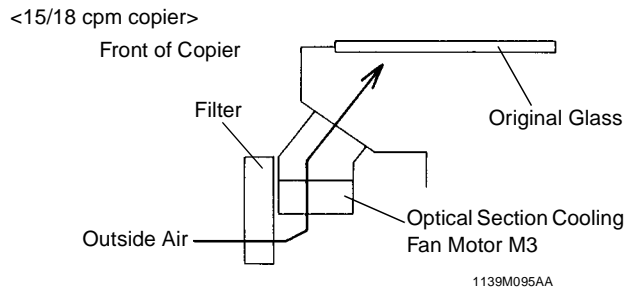 <15/18 cpm copier>
Front of Copier
Filter
Original Glass
Optical Section Cooling
Fan Motor M3
Outside Air
1139M095AA